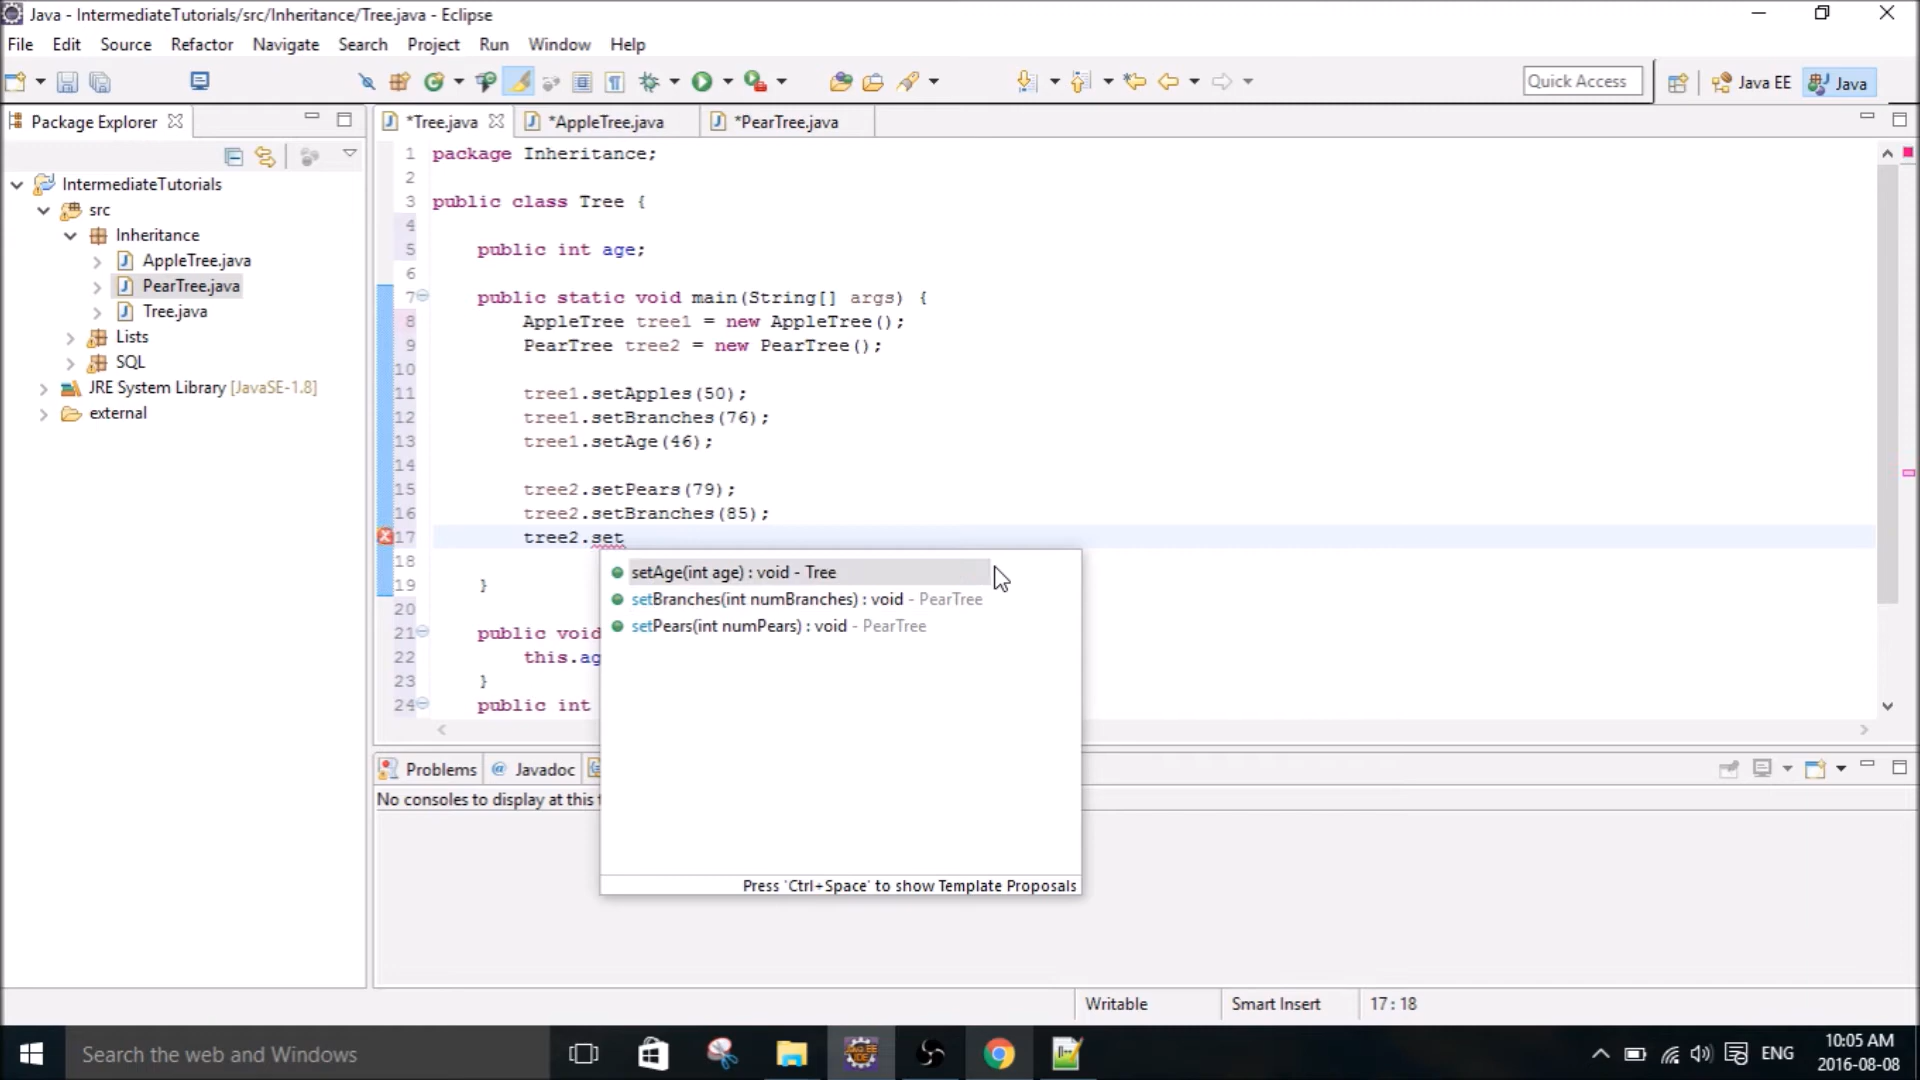 Java - IntermediateTutorials/src/Inheritance/Tree.java - Eclipse
File Edit Source Refactor Navigate Search Project Run Window Help
Quick Access
Java EE
Java
Package Explorer
*Tree.java
*AppleTree.java
*PearTree.java
IntermediateTutorials
src
Inheritance
AppleTree.java
PearTree.java
Tree.java
Lists
SQL
JRE System Library [JavaSE-1.8]
external
1 package Inheritance;
2
3 public class Tree {
4
5 public int age;
6
7 public static void main(String[] args) {
8 AppleTree tree1 = new AppleTree();
9 PearTree tree2 = new PearTree();
10
11 tree1.setApples(50);
12 tree1.setBranches(76);
13 tree1.setAge(46);
14
15 tree2.setPears(79);
16 tree2.setBranches(85);
17 tree2.set
18
19 }
20
21 public void
22 this.ag
23 }
24 public int
setAge(int age) : void - Tree
setBranches(int numBranches) : void - PearTree
setPears(int numPears) : void - PearTree
Press 'Ctrl+Space' to show Template Proposals
Problems
@ Javadoc
No consoles to display at this t
Writable
Smart Insert
17 : 18
Search the web and Windows
ENG
10:05 AM
2016-08-08